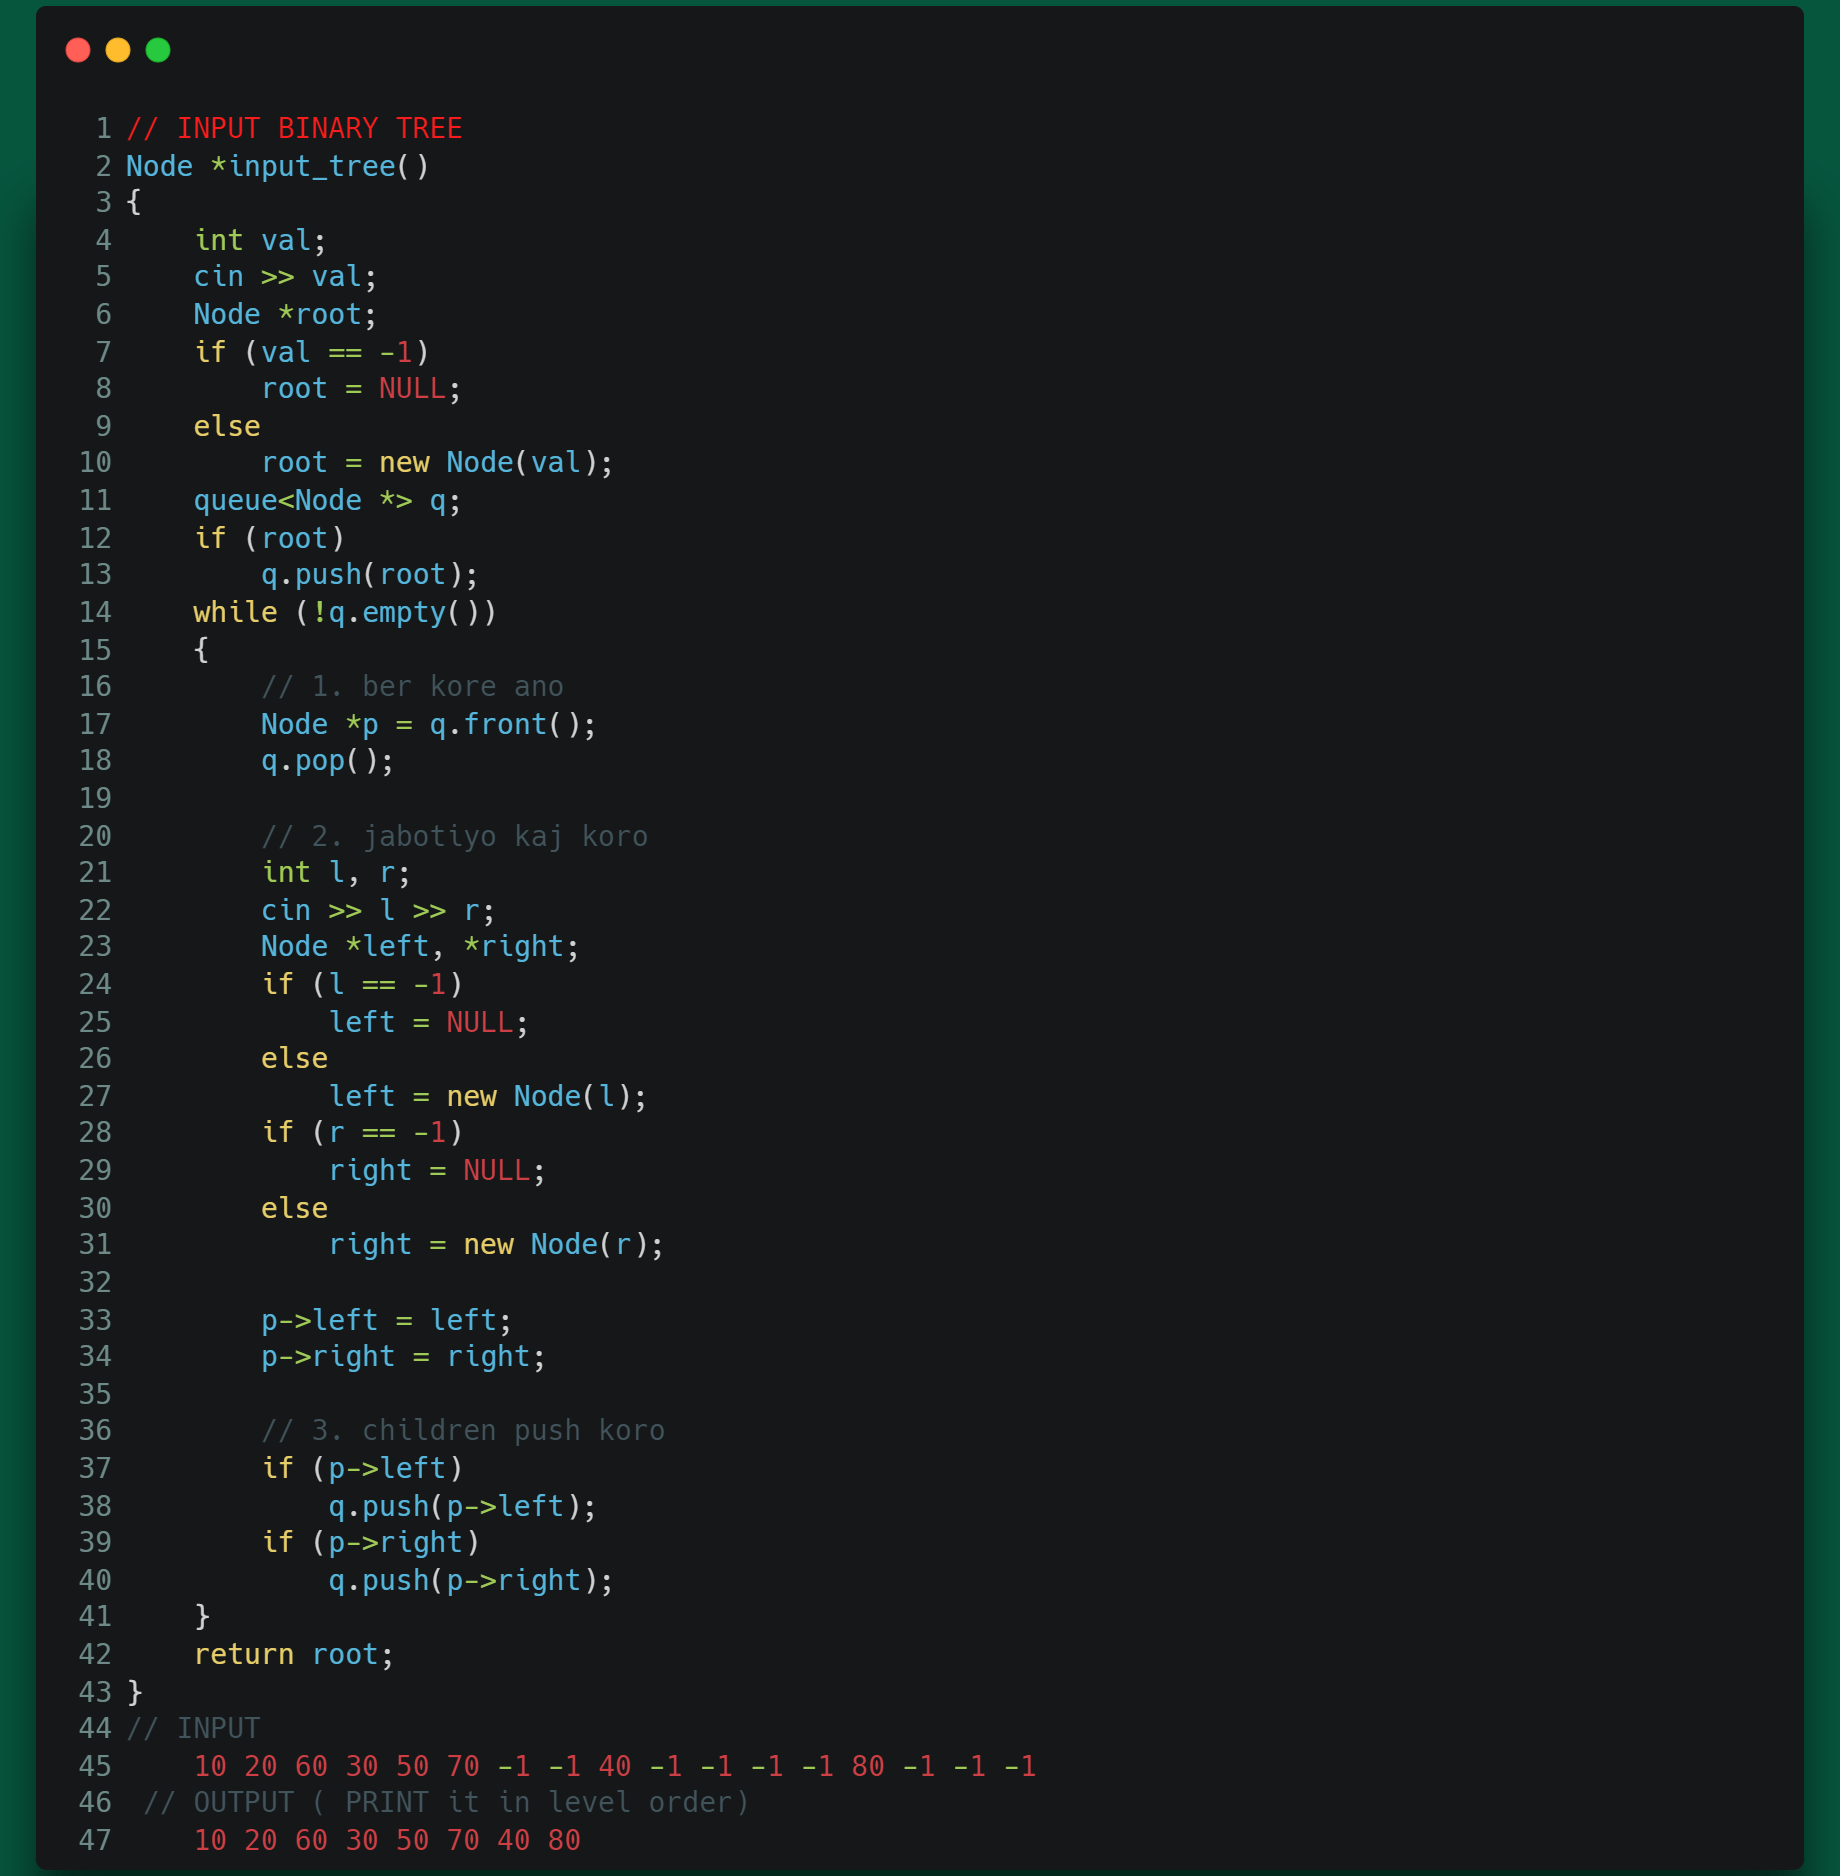 1 // INPUT BINARY TREE
2 Node *input_tree()
3 {
4     int val;
5     cin >> val;
6     Node *root;
7     if (val == -1)
8         root = NULL;
9     else
10         root = new Node(val);
11     queue<Node *> q;
12     if (root)
13         q.push(root);
14     while (!q.empty())
15     {
16         // 1. ber kore ano
17         Node *p = q.front();
18         q.pop();
19
20         // 2. jabotiyo kaj koro
21         int l, r;
22         cin >> l >> r;
23         Node *left, *right;
24         if (l == -1)
25             left = NULL;
26         else
27             left = new Node(l);
28         if (r == -1)
29             right = NULL;
30         else
31             right = new Node(r);
32
33         p->left = left;
34         p->right = right;
35
36         // 3. children push koro
37         if (p->left)
38             q.push(p->left);
39         if (p->right)
40             q.push(p->right);
41     }
42     return root;
43 }
44 // INPUT
45     10 20 60 30 50 70 -1 -1 40 -1 -1 -1 -1 80 -1 -1 -1
46  // OUTPUT ( PRINT it in level order)
47     10 20 60 30 50 70 40 80